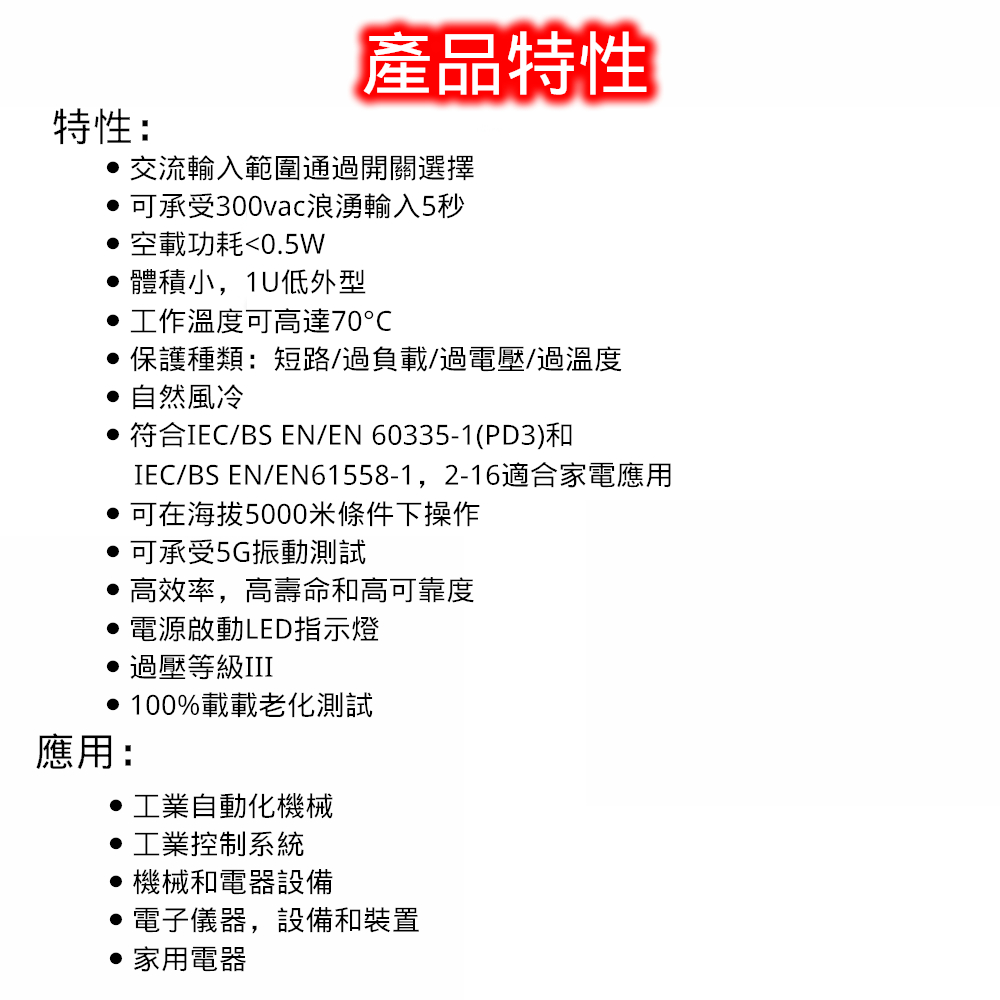 產品特性
特性：
• 交流輸入範圍通過開關選擇
• 可承受300vac浪湧輸入5秒
• 空載功耗<0.5W
• 體積小，1U低外型
• 工作溫度可高達70°C
• 保護種類：短路/過負載/過電壓/過溫度
• 自然風冷
• 符合IEC/BS EN/EN 60335-1(PD3)和
IEC/BS EN/EN61558-1，2-16適合家電應用
• 可在海拔5000米條件下操作
• 可承受5G振動測試
• 高效率，高壽命和高可靠度
• 電源啟動LED指示燈
• 過壓等級III
• 100%載載老化測試
應用：
• 工業自動化機械
• 工業控制系統
• 機械和電器設備
• 電子儀器，設備和裝置
• 家用電器